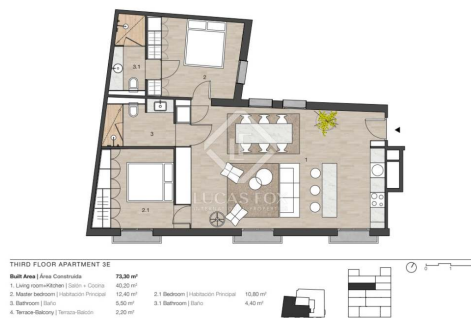 3.1
2
3
1
2.1
LUCAS FOX
THIRD FLOOR APARTMENT 3E
Built Area | Área Construida 73,30 m²
1. Living room+Kitchen | Salón + Cocina 40,20 m²
2. Master bedroom | Habitación Principal 12,40 m² 2.1 Bedroom | Habitación Principal 10,80 m²
3. Bathroom | Baño 5,50 m² 3.1 Bathroom | Baño 4,40 m²
4. Terrace-Balcony | Terraza-Balcón 2,20 m²